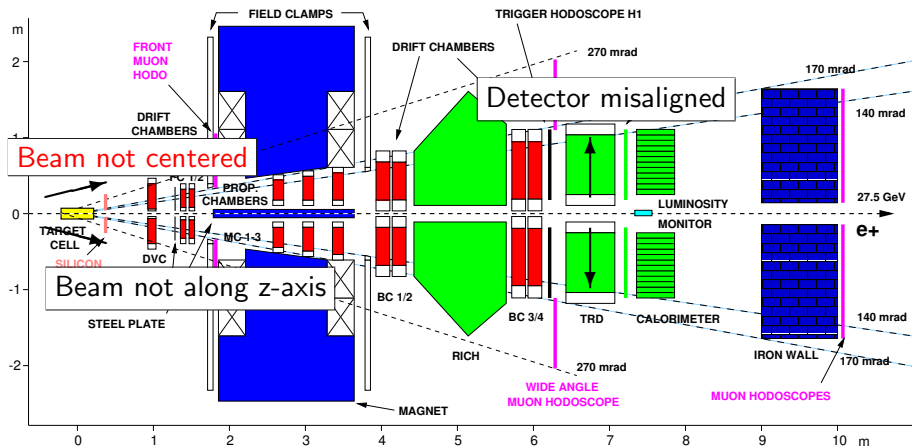 m
FIELD CLAMPS
TRIGGER HODOSCOPE H1
DRIFT CHAMBERS
270 mrad
2
FRONT
MUON
HODO
170 mrad
Detector misaligned
DRIFT
CHAMBERS
140 mrad
1
Beam not centered
1/2
PROP.
CHAMBERS
27.5 GeV
LUMINOSITY
0
e+
TARGET
CELL
MONITOR
MC 1-3
SILICON
DVC
Beam not along z-axis
-1
BC 1/2
STEEL PLATE
BC 3/4
TRD
CALORIMETER
140 mrad
RICH
IRON WALL
170 mrad
270 mrad
-2
WIDE ANGLE
MUON HODOSCOPE
MUON HODOSCOPES
MAGNET
0
1
2
3
4
5
6
7
8
9
10
m